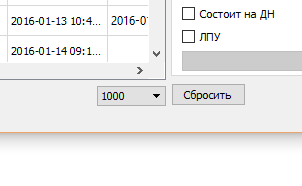 2016-01-13 10:4... 2016-0
Состоит на ДН
ЛПУ
2016-01-14 09:1...
1000 Сбросить